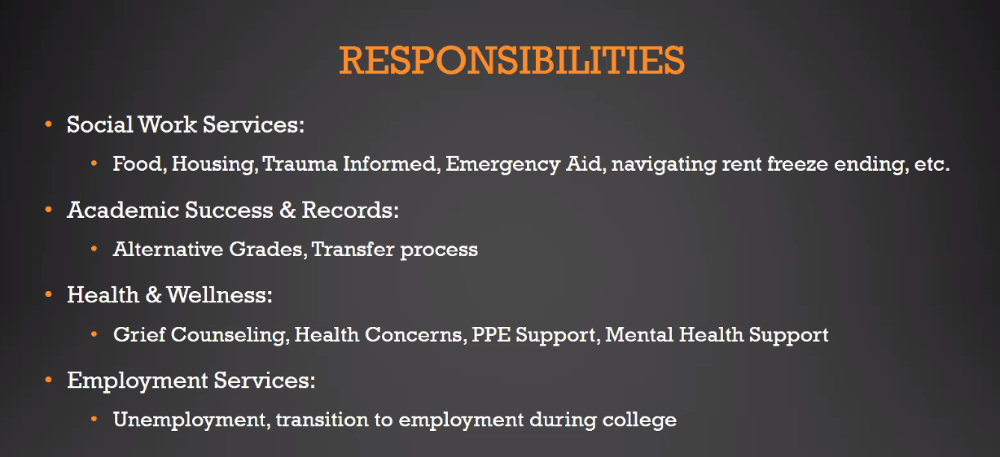 RESPONSIBILITIES
• Social Work Services:
• Food, Housing, Trauma Informed, Emergency Aid, navigating rent freeze ending, etc.
• Academic Success & Records:
• Alternative Grades, Transfer process
• Health & Wellness:
• Grief Counseling, Health Concerns, PPE Support, Mental Health Support
• Employment Services:
• Unemployment, transition to employment during college